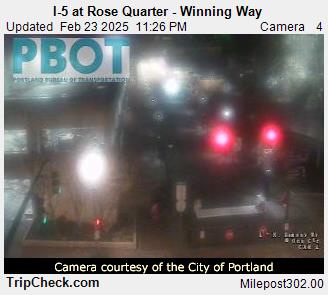 I-5 at Rose Quarter - Winning Way
Updated Feb 23 2025 11:26 PM Camera 4
PBOT
PORTLAND BUREAU OF TRANSPORTATION
Camera courtesy of the City of Portland
TripCheck.com Milepost302.00